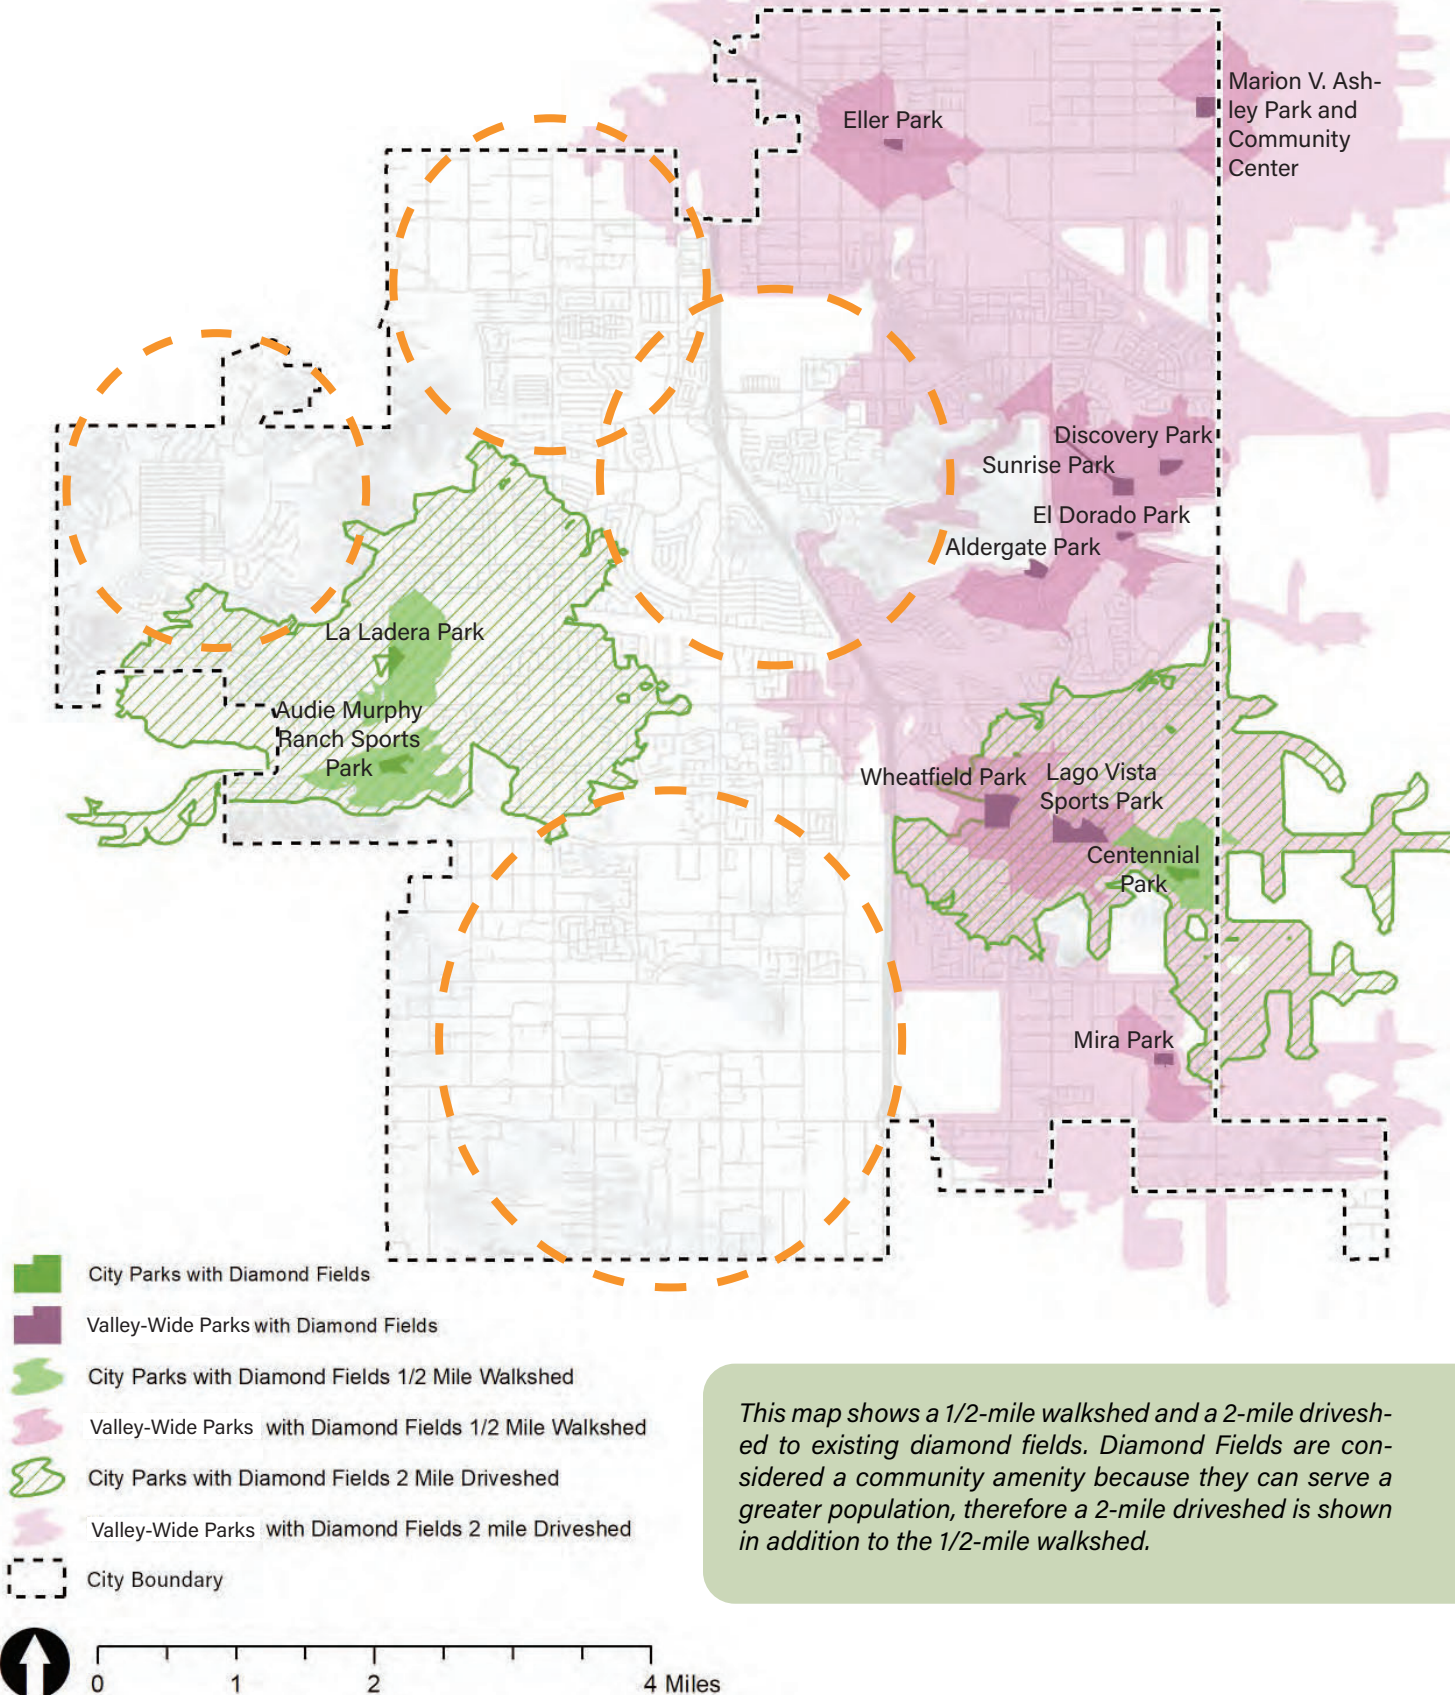 Eller Park
Marion V. Ash-
ley Park and
Community
Center
Discovery Park
Sunrise Park
El Dorado Park
Aldergate Park
La Ladera Park
Audie Murphy
Ranch Sports
Park
Wheatfield Park
Lago Vista
Sports Park
Centennial
Park
Mira Park
City Parks with Diamond Fields
Valley-Wide Parks with Diamond Fields
City Parks with Diamond Fields 1/2 Mile Walkshed
Valley-Wide Parks with Diamond Fields 1/2 Mile Walkshed
City Parks with Diamond Fields 2 Mile Driveshed
Valley-Wide Parks with Diamond Fields 2 mile Driveshed
City Boundary
0 1 2 4 Miles
This map shows a 1/2-mile walkshed and a 2-mile drivesh-
ed to existing diamond fields. Diamond Fields are con-
sidered a community amenity because they can serve a
greater population, therefore a 2-mile driveshed is shown
in addition to the 1/2-mile walkshed.